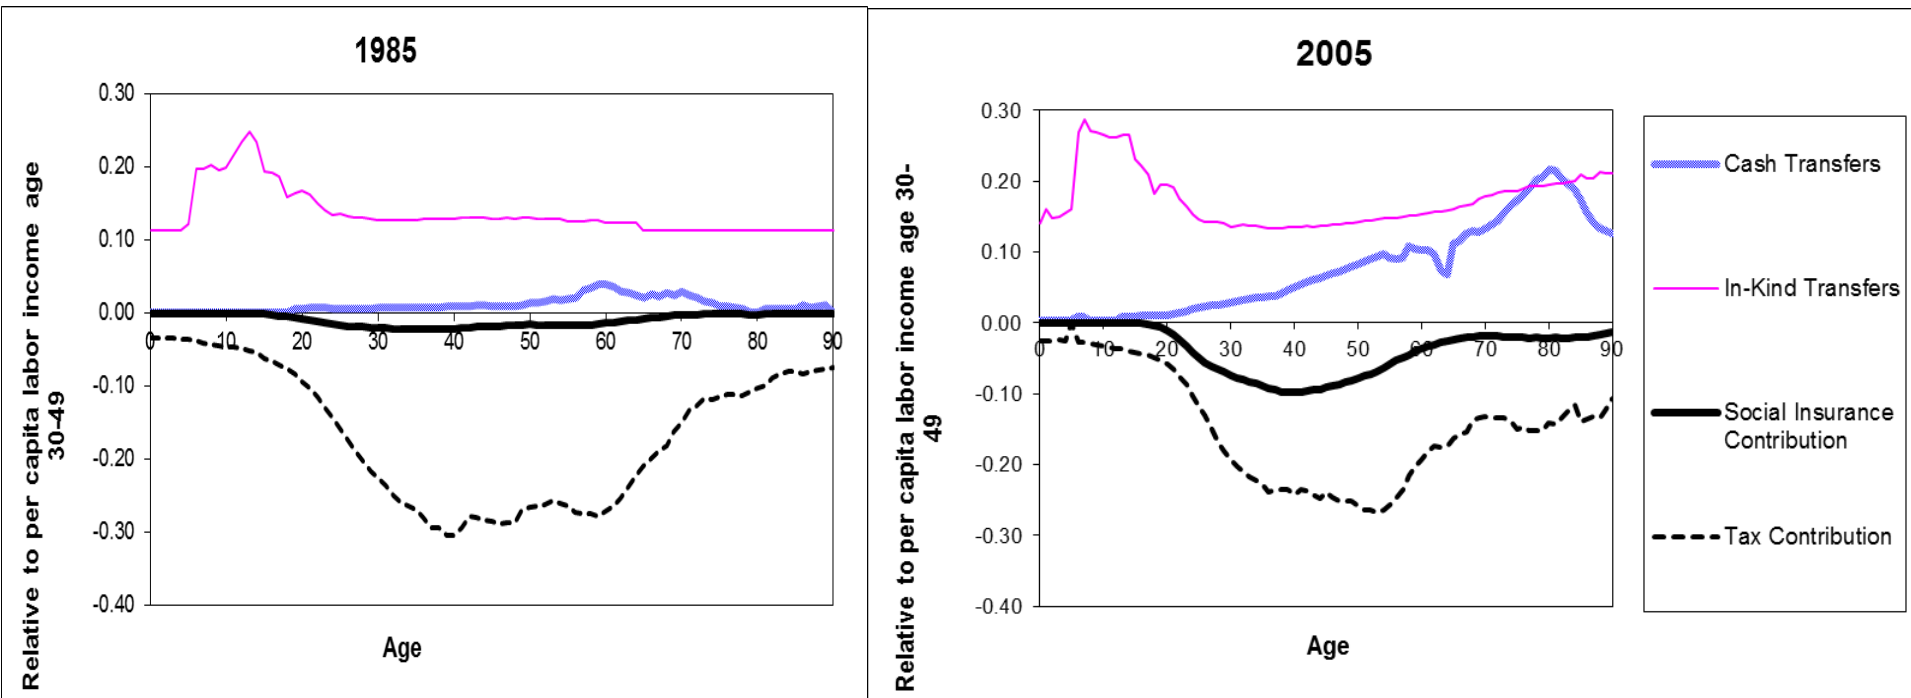 1985
Relative to per capita labor income age
30-49
0.30
0.20
0.10
0.00
-0.10
-0.20
-0.30
-0.40
0 10 20 30 40 50 60 70 80 90
Age
2005
Relative to per capita labor income age 30-
49
0.30
0.20
0.10
0.00
-0.10
-0.20
-0.30
-0.40
0 10 20 30 40 50 60 70 80 90
Age
Cash Transfers
In-Kind Transfers
Social Insurance
Contribution
Tax Contribution